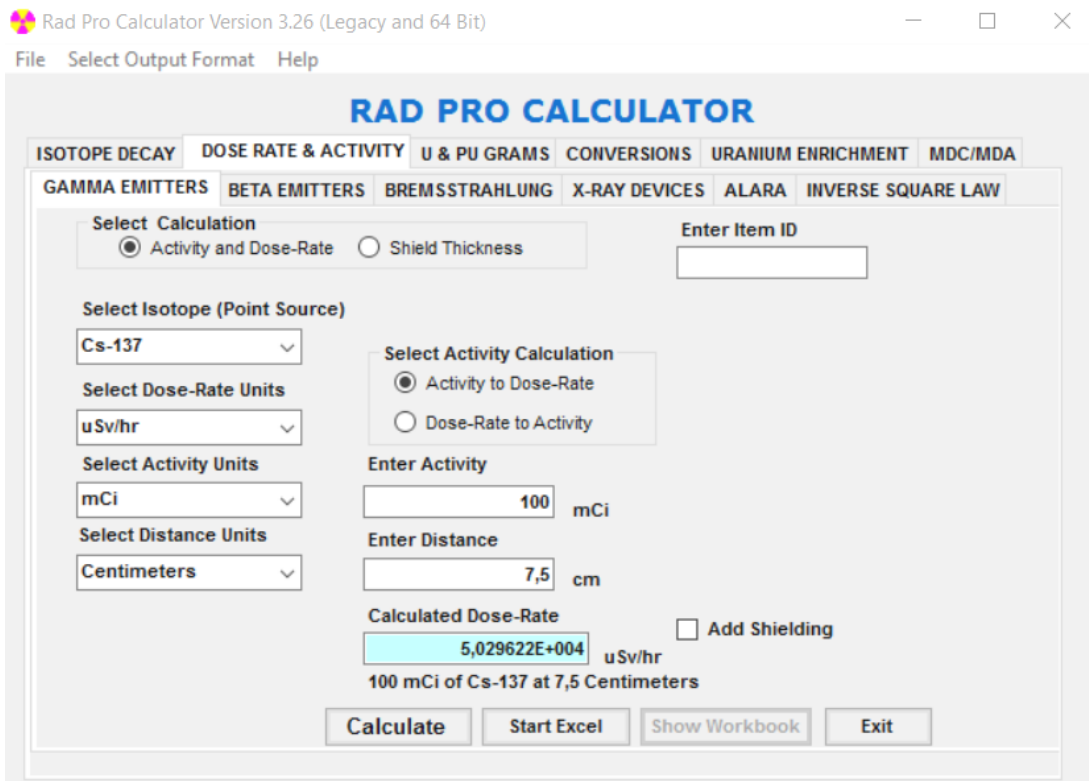 Rad Pro Calculator Version 3.26 (Legacy and 64 Bit)
File Select Output Format Help
RAD PRO CALCULATOR
ISOTOPE DECAY DOSE RATE & ACTIVITY U & PU GRAMS CONVERSIONS URANIUM ENRICHMENT MDC/MDA
GAMMA EMITTERS BETA EMITTERS BREMSSTRAHLUNG X-RAY DEVICES ALARA INVERSE SQUARE LAW
Select Calculation
Activity and Dose-Rate Shield Thickness
Enter Item ID
Select Isotope (Point Source)
Cs-137
Select Activity Calculation
Activity to Dose-Rate
Select Dose-Rate Units
uSv/hr
Dose-Rate to Activity
Select Activity Units
Enter Activity
mCi
100 mCi
Select Distance Units
Enter Distance
Centimeters
7,5 cm
Calculated Dose-Rate
5,029622E+004 uSv/hr
Add Shielding
100 mCi of Cs-137 at 7,5 Centimeters
Calculate Start Excel Show Workbook Exit